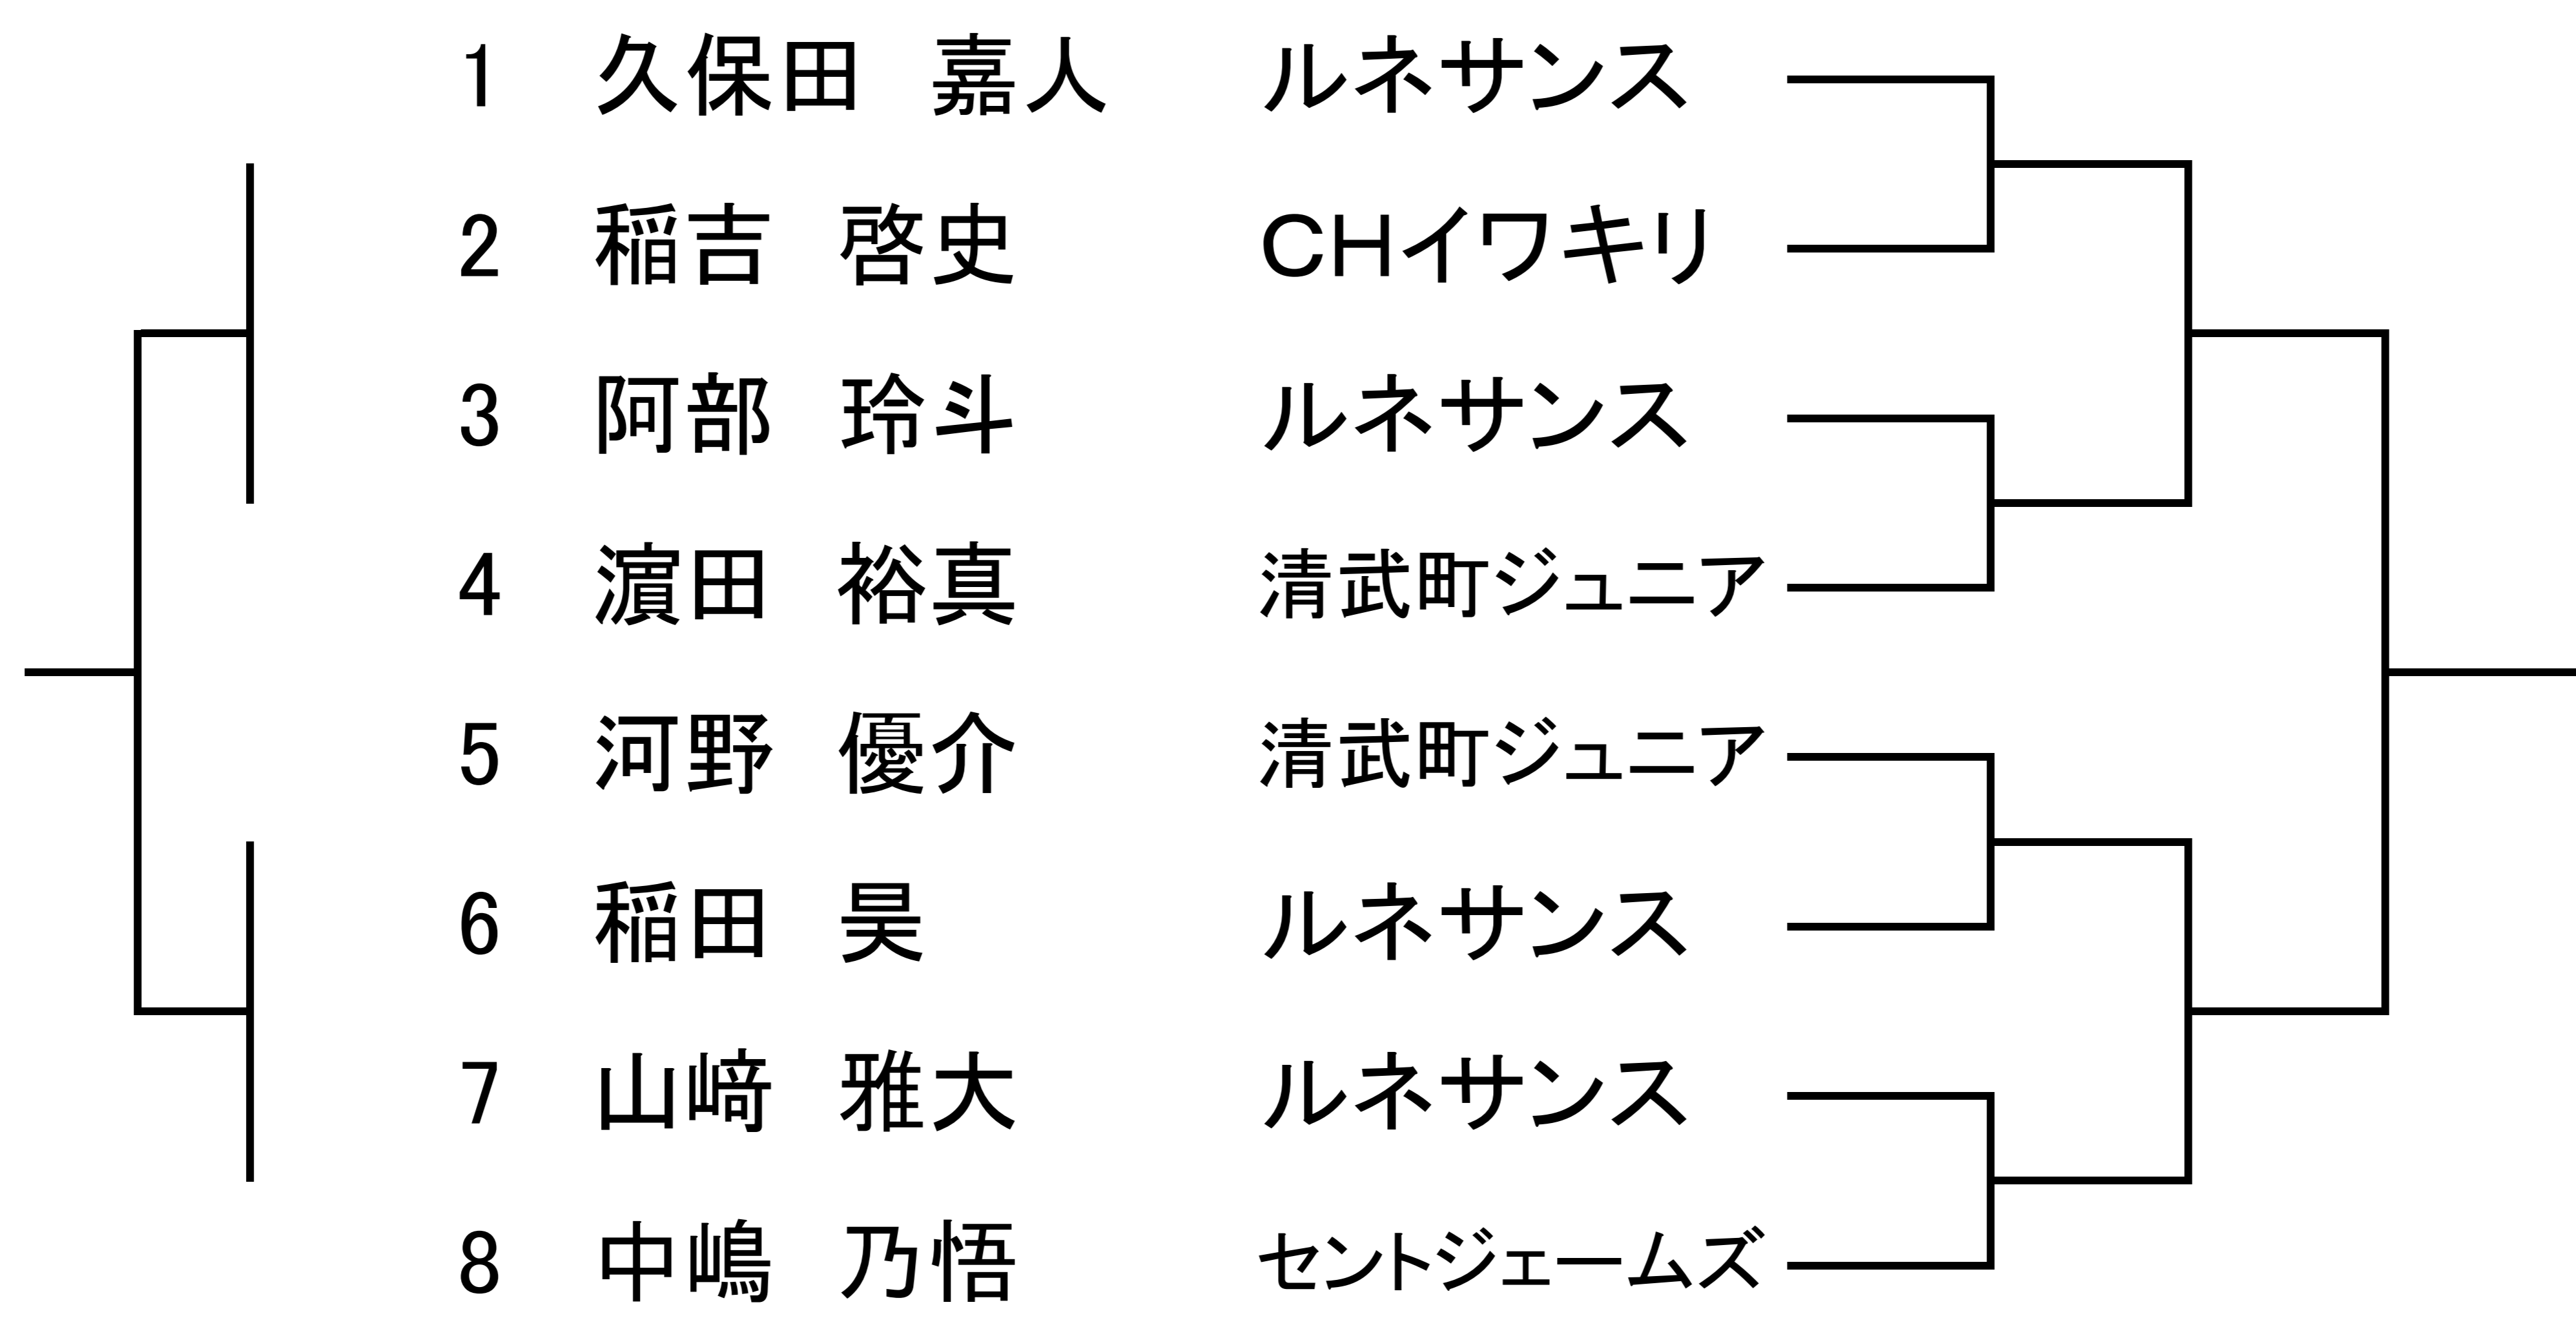 1 久保田 嘉人 ルネサンス
2 稲吉 啓史 CHイワキリ
3 阿部 玲斗 ルネサンス
4 濵田 裕真 清武町ジュニア
5 河野 優介 清武町ジュニア
6 稲田 昊 ルネサンス
7 山﨑 雅大 ルネサンス
8 中嶋 乃悟 セントジェームズ